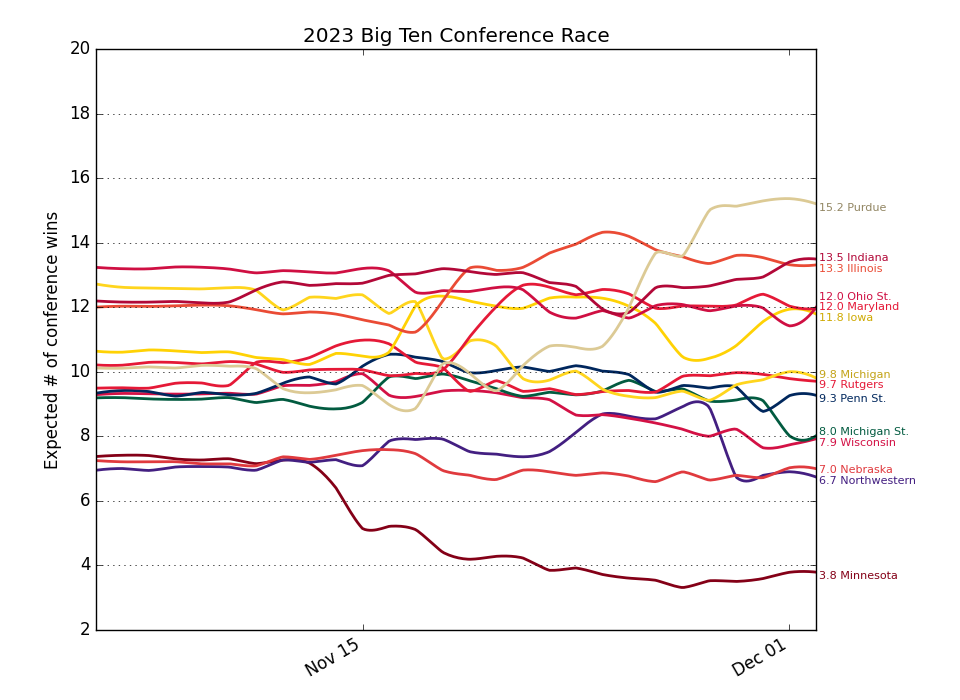 2023 Big Ten Conference Race
Expected # of conference wins
20
18
16
14
12
10
8
6
4
2
Nov 15
Dec 01
15.2 Purdue
13.5 Indiana
13.3 Illinois
12.0 Ohio St.
12.0 Maryland
11.8 Iowa
9.8 Michigan
9.7 Rutgers
9.3 Penn St.
8.0 Michigan St.
7.9 Wisconsin
7.0 Nebraska
6.7 Northwestern
3.8 Minnesota